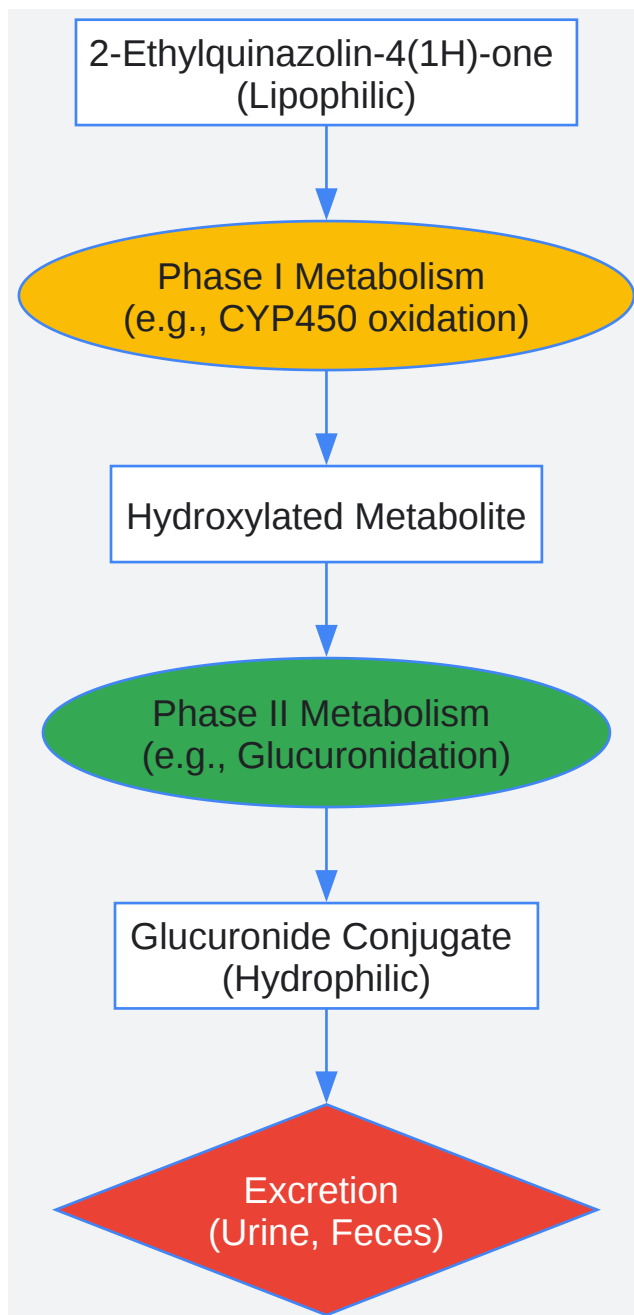 2-Ethylquinazolin-4(1H)-one
(Lipophilic)
Phase I Metabolism
(e.g., CYP450 oxidation)
Hydroxylated Metabolite
Phase II Metabolism
(e.g., Glucuronidation)
Glucuronide Conjugate
(Hydrophilic)
Excretion
(Urine, Feces)